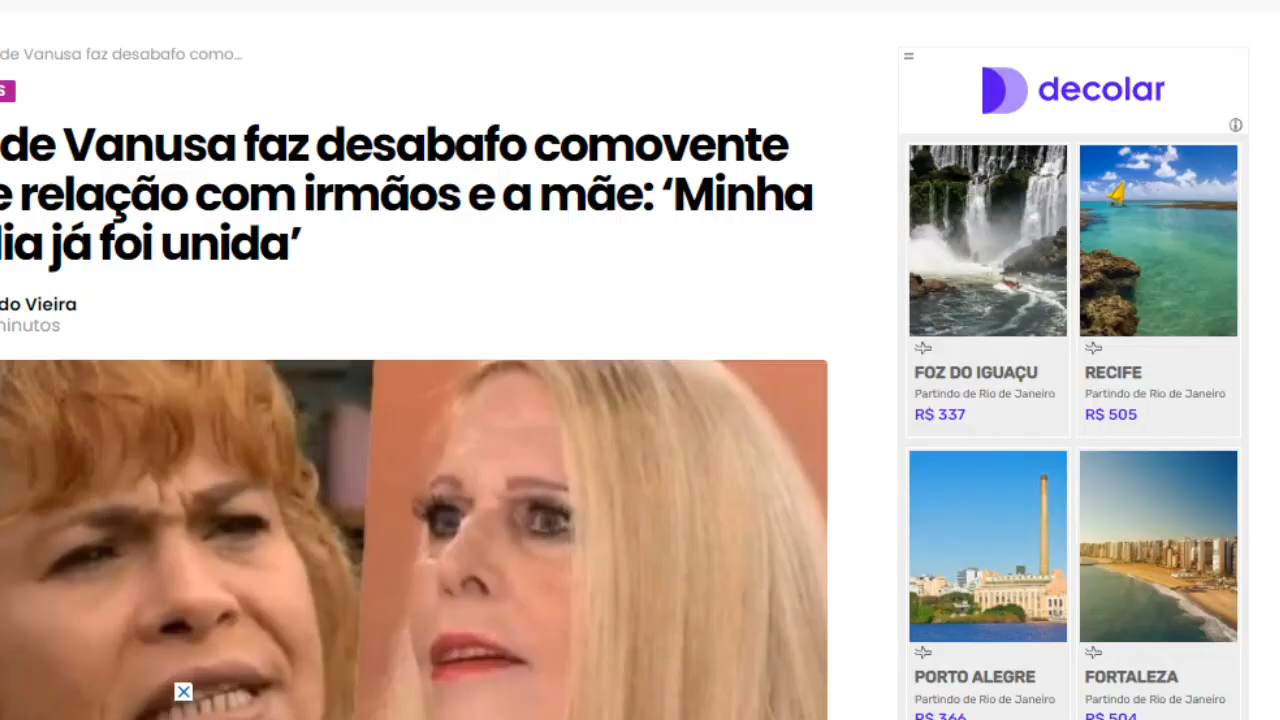 de Vanusa faz desabafo como...
S
de Vanusa faz desabafo comovente
e relação com irmãos e a mãe: ‘Minha
lia já foi unida’
do Vieira
minutos
decolar
FOZ DO IGUAÇU
Partindo de Rio de Janeiro
R$ 337
RECIFE
Partindo de Rio de Janeiro
R$ 505
PORTO ALEGRE
Partindo de Rio de Janeiro
R$ 366
FORTALEZA
Partindo de Rio de Janeiro
R$ 504